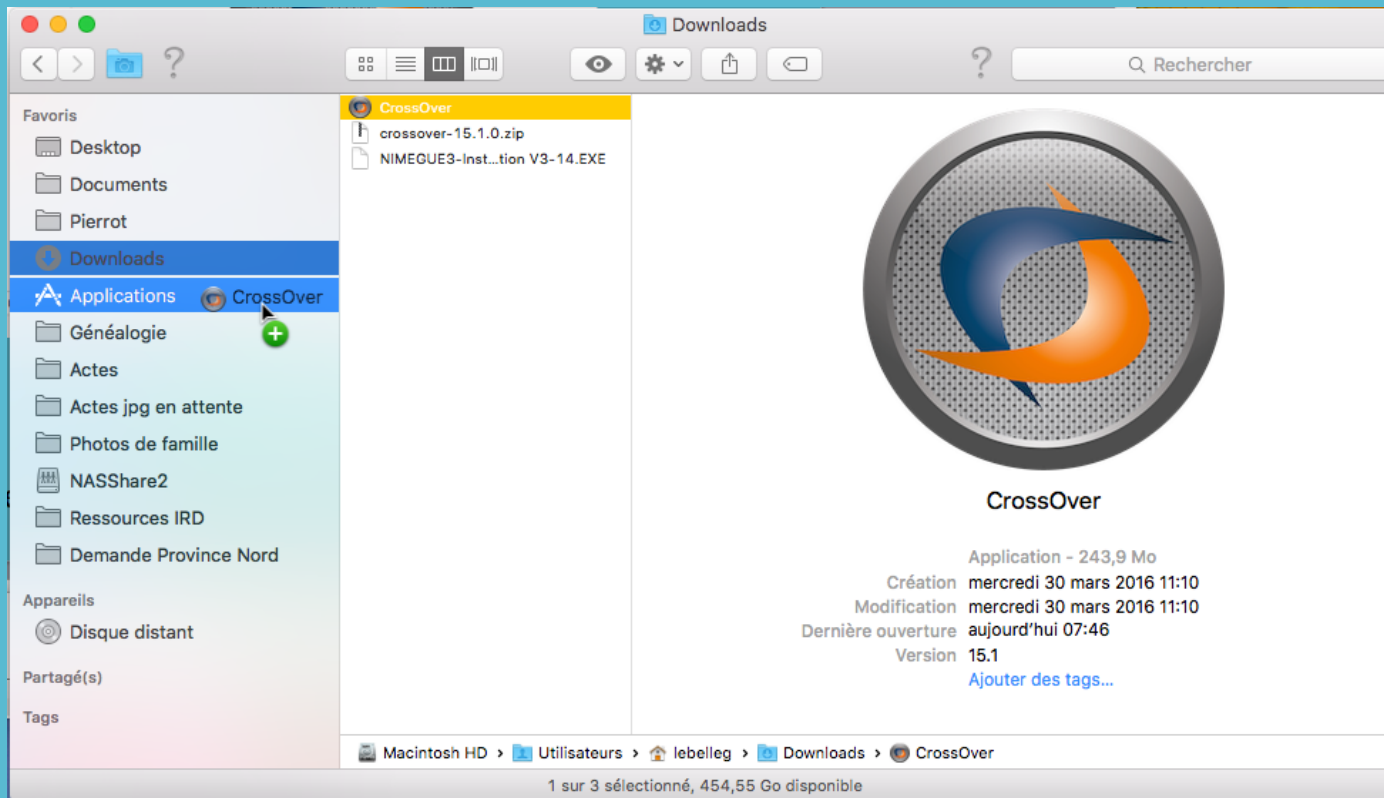 Downloads
Rechercher
Favoris
Desktop
Documents
Pierrot
Downloads
Applications
CrossOver
Généalogie
Actes
Actes jpg en attente
Photos de famille
NASShare2
Ressources IRD
Demande Province Nord
Appareils
Disque distant
Partagé(s)
Tags
CrossOver
crossover-15.1.0.zip
NIMEGUE3-Inst...tion V3-14.EXE
CrossOver
Application - 243,9 Mo
Création mercredi 30 mars 2016 11:10
Modification mercredi 30 mars 2016 11:10
Dernière ouverture aujourd'hui 07:46
Version 15.1
Ajouter des tags...
Macintosh HD › Utilisateurs › lebelleg › Downloads › CrossOver
1 sur 3 sélectionné, 454,55 Go disponible